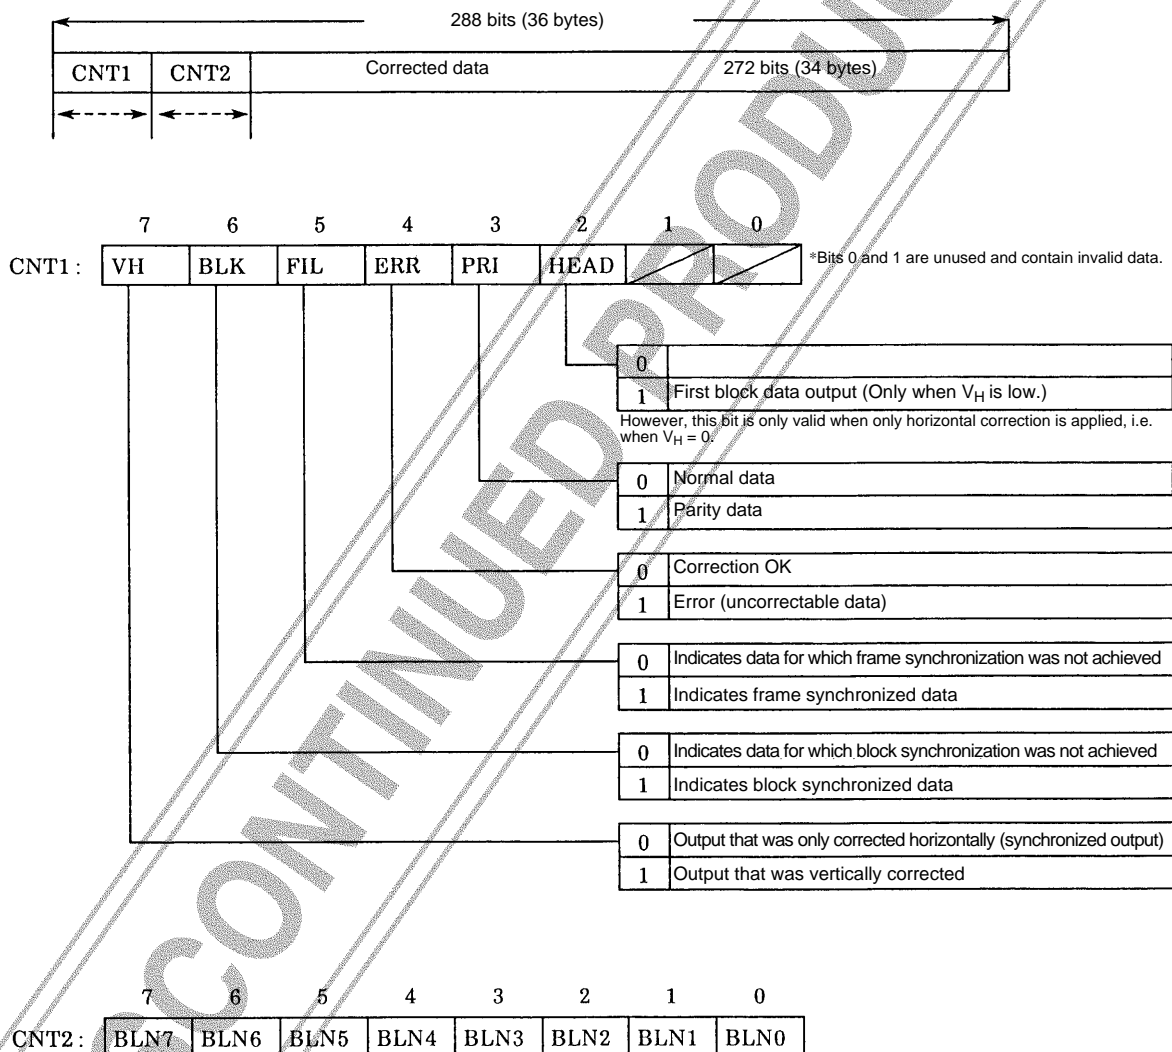 288 bits (36 bytes)
CNT1 CNT2 Corrected data 272 bits (34 bytes)
7 6 5 4 3 2 1 0
CNT1: VH BLK FIL ERR PRI HEAD
*Bits 0 and 1 are unused and contain invalid data.
0
1 First block data output (Only when VH is low.)
However, this bit is only valid when only horizontal correction is applied, i.e.
when VH = 0.
0 Normal data
1 Parity data
0 Correction OK
1 Error (uncorrectable data)
0 Indicates data for which frame synchronization was not achieved
1 Indicates frame synchronized data
0 Indicates data for which block synchronization was not achieved
1 Indicates block synchronized data
0 Output that was only corrected horizontally (synchronized output)
1 Output that was vertically corrected
7 6 5 4 3 2 1 0
CNT2: BLN7 BLN6 BLN5 BLN4 BLN3 BLN2 BLN1 BLN0